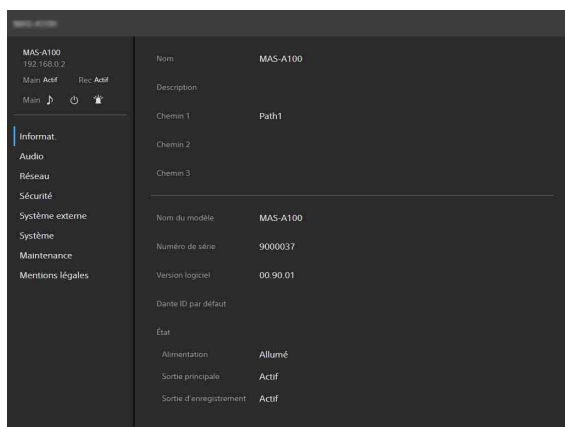 MAS-A100
MAS-A100
192.168.0.2
Main Actif Rec Actif
Main
Informat.
Audio
Réseau
Sécurité
Système externe
Système
Maintenance
Mentions légales
Nom MAS-A100
Description
Chemin 1 Path1
Chemin 2
Chemin 3
Nom du modèle MAS-A100
Numéro de série 9000037
Version logiciel 00.90.01
Dante ID par défaut
État
Alimentation Allumé
Sortie principale Actif
Sortie d'enregistrement Actif